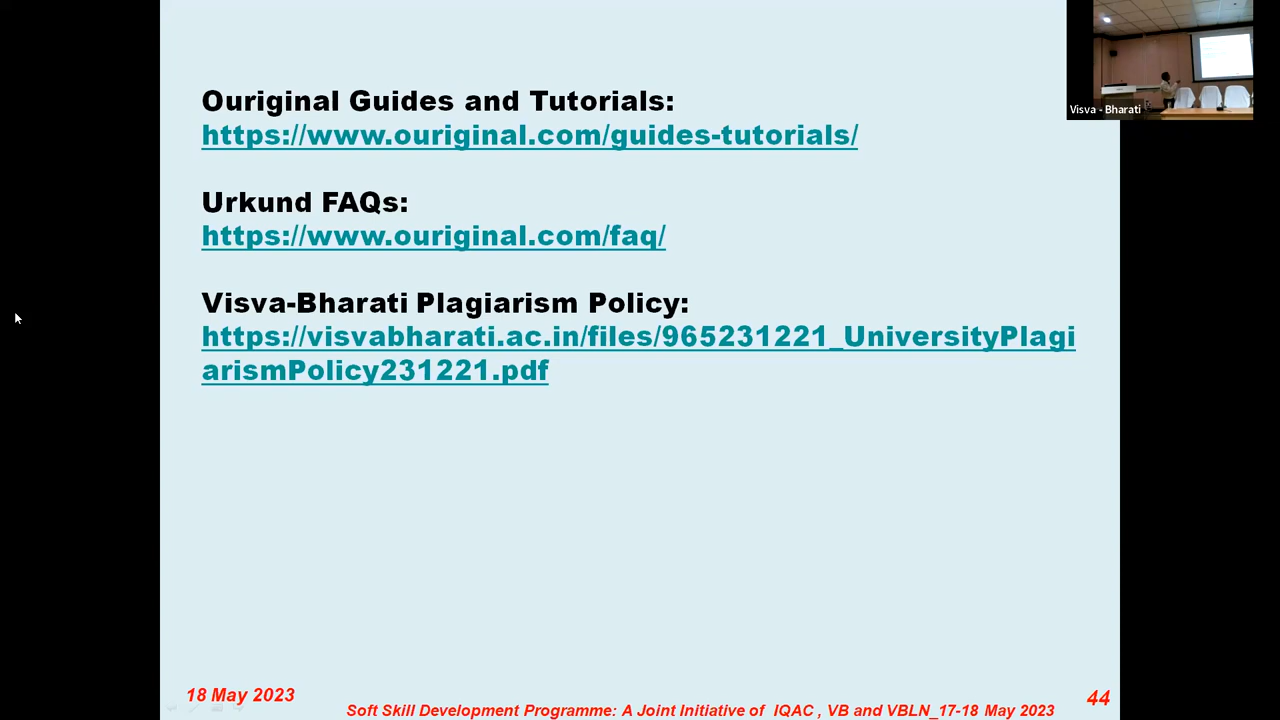 Ouriginal Guides and Tutorials:
https://www.ouriginal.com/guides-tutorials/
Urkund FAQs:
https://www.ouriginal.com/faq/
Visva-Bharati Plagiarism Policy:
https://visvabharati.ac.in/files/965231221_UniversityPlagi
arismPolicy231221.pdf
Visva - Bharati
18 May 2023
Soft Skill Development Programme: A Joint Initiative of IQAC , VB and VBLN_17-18 May 2023
44